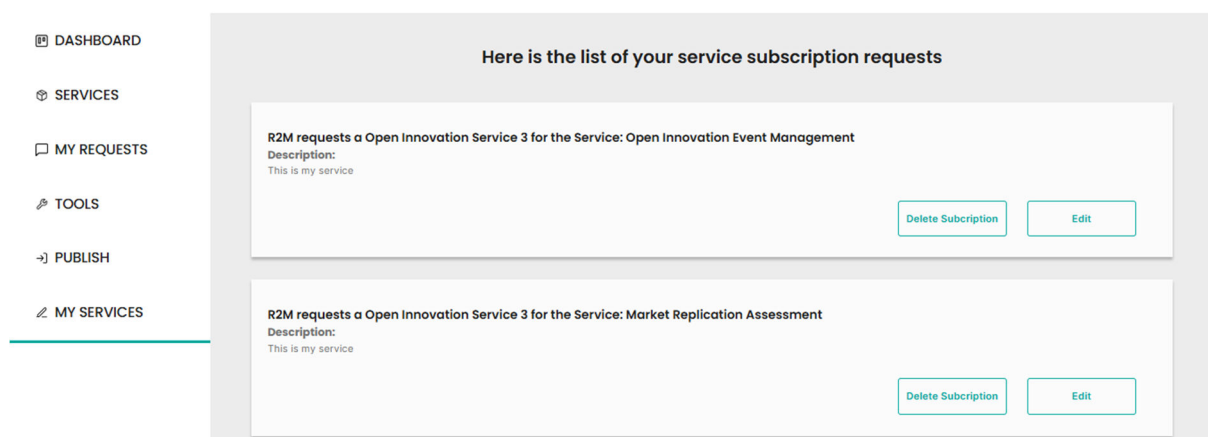 DASHBOARD
SERVICES
MY REQUESTS
TOOLS
PUBLISH
MY SERVICES
Here is the list of your service subscription requests
R2M requests a Open Innovation Service 3 for the Service: Open Innovation Event Management
Description:
This is my service
Delete Subcription
Edit
R2M requests a Open Innovation Service 3 for the Service: Market Replication Assessment
Description:
This is my service
Delete Subcription
Edit